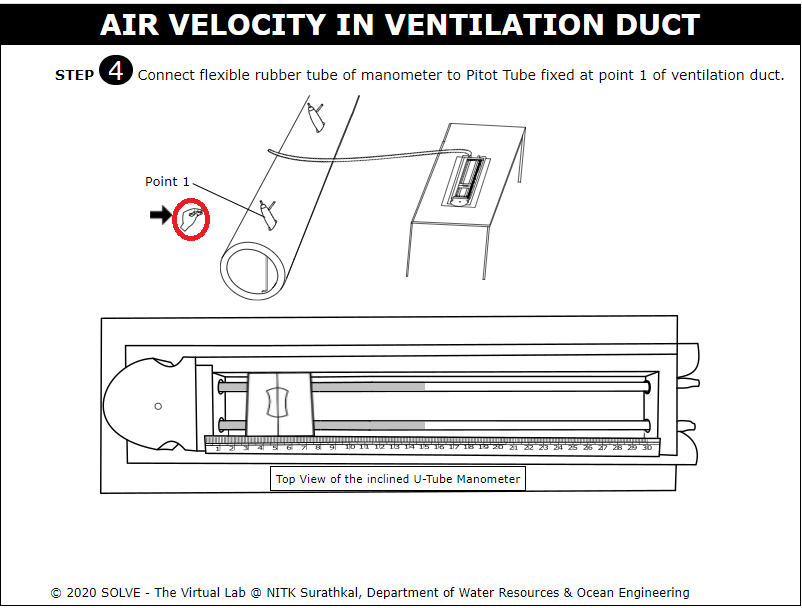 AIR VELOCITY IN VENTILATION DUCT
STEP 4 Connect flexible rubber tube of manometer to Pitot Tube fixed at point 1 of ventilation duct.
Point 1
1 2 3 4 5 6 7 8 9 10 11 12 13 14 15 16 17 18 19 20 21 22 23 24 25 26 27 28 29 30
Top View of the inclined U-Tube Manometer
© 2020 SOLVE - The Virtual Lab @ NITK Surathkal, Department of Water Resources & Ocean Engineering